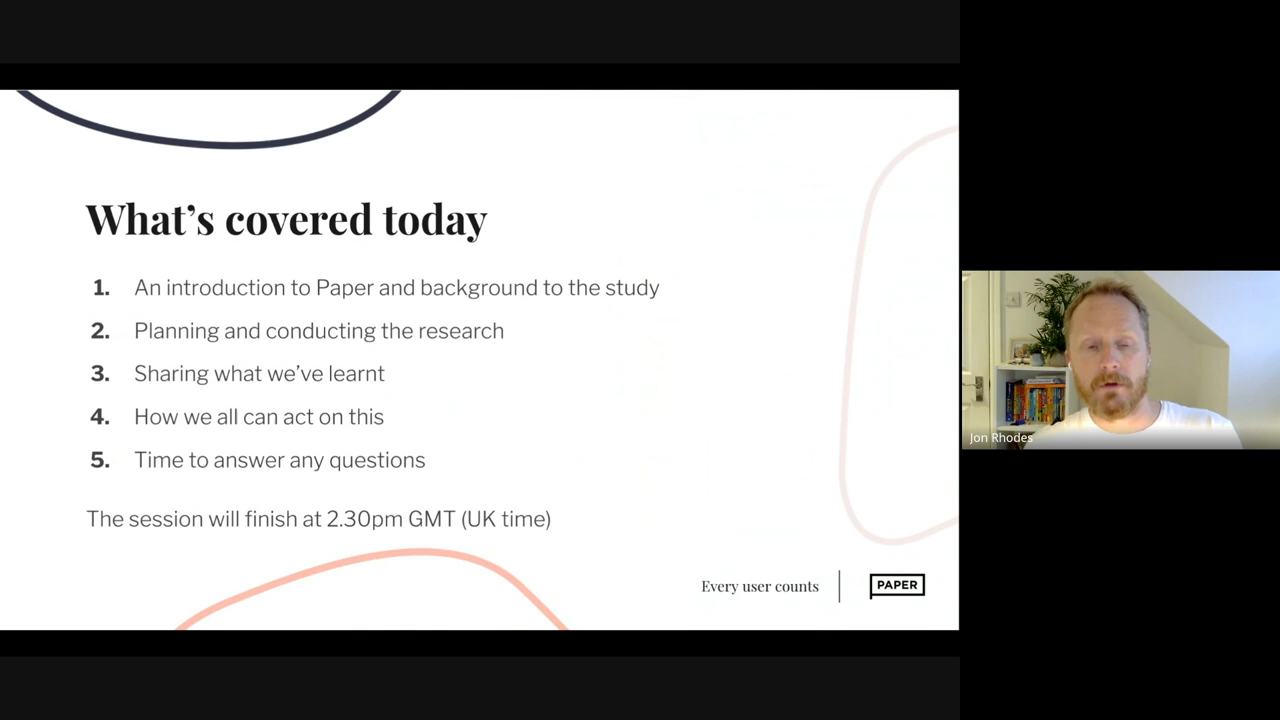 What's covered today
1. An introduction to Paper and background to the study
2. Planning and conducting the research
3. Sharing what we've learnt
4. How we all can act on this
5. Time to answer any questions
The session will finish at 2.30pm GMT (UK time)
Every user counts
PAPER
Jon Rhodes